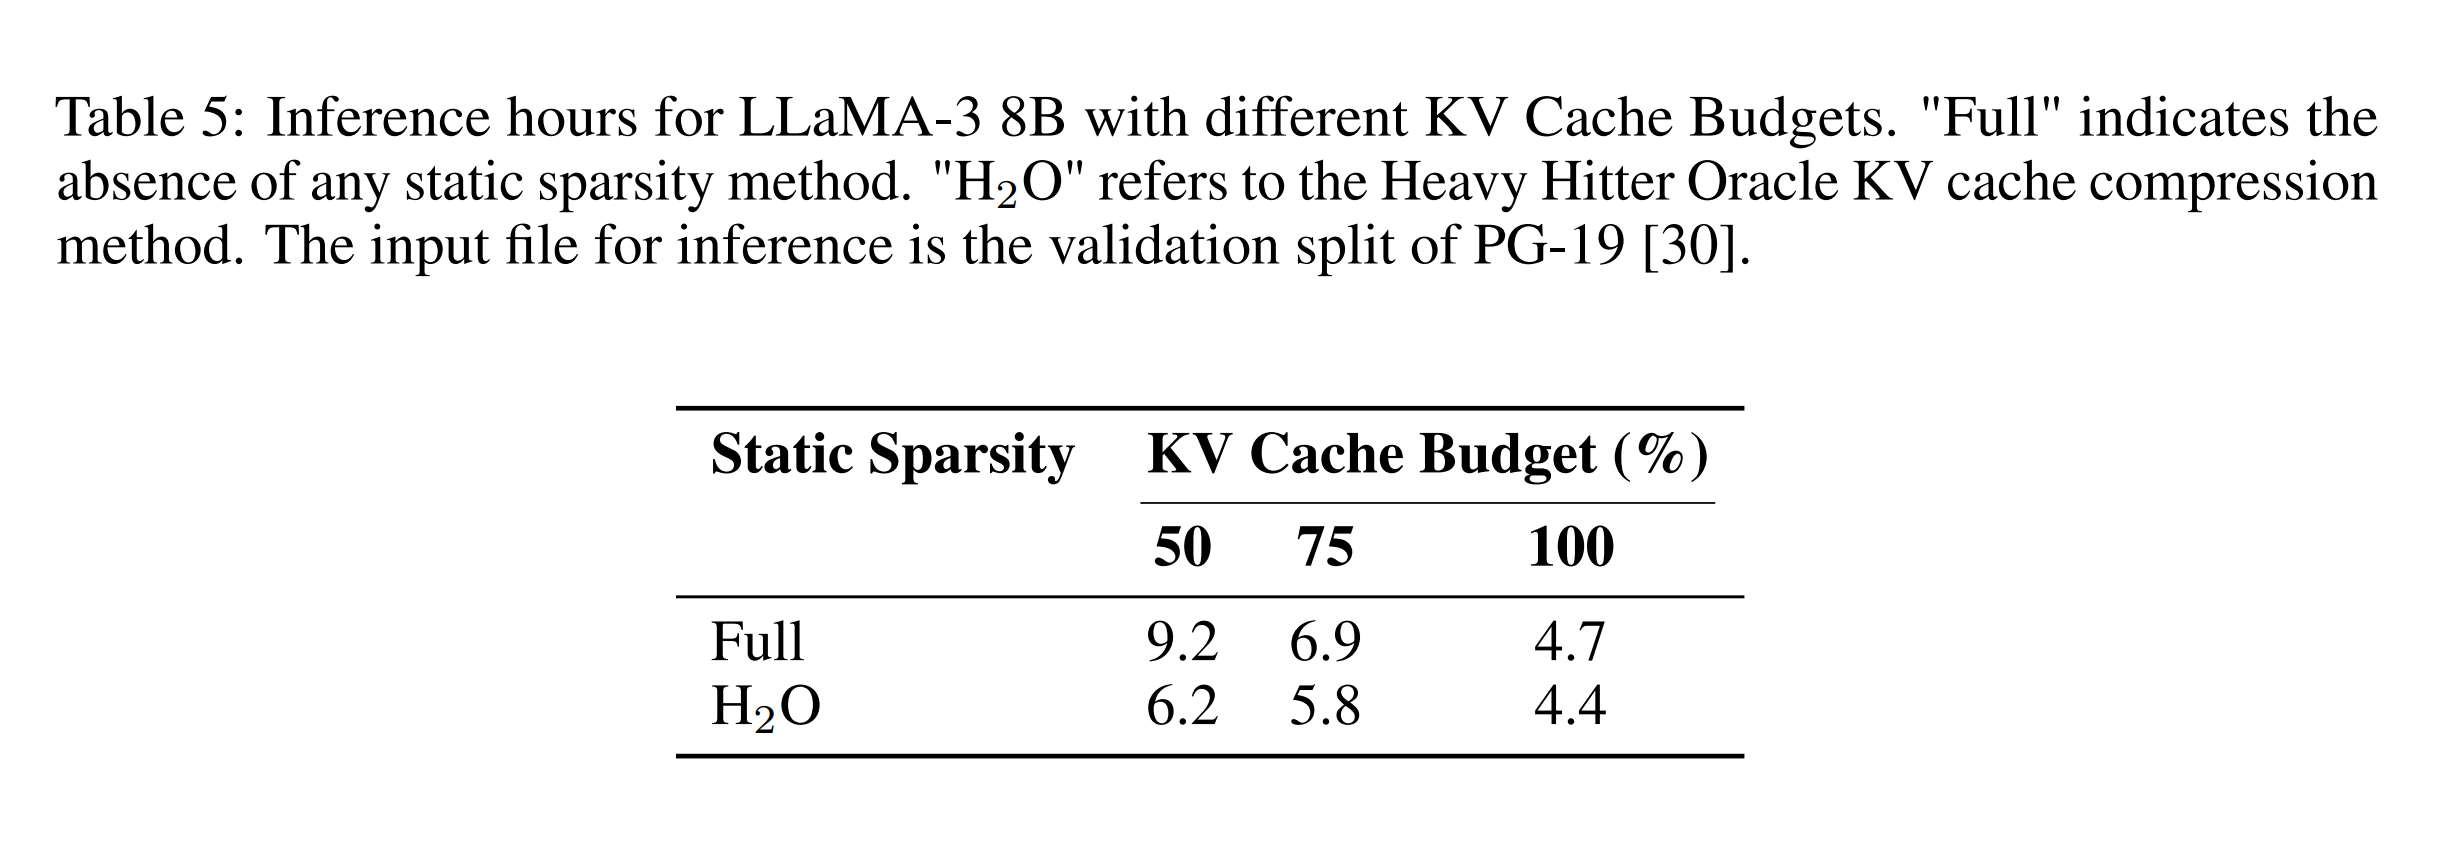 Table 5: Inference hours for LLaMA-3 8B with different KV Cache Budgets. "Full" indicates the
absence of any static sparsity method. "H₂O" refers to the Heavy Hitter Oracle KV cache compression
method. The input file for inference is the validation split of PG-19 [30].
Static Sparsity KV Cache Budget (%)
50 75 100
Full 9.2 6.9 4.7
H₂O 6.2 5.8 4.4